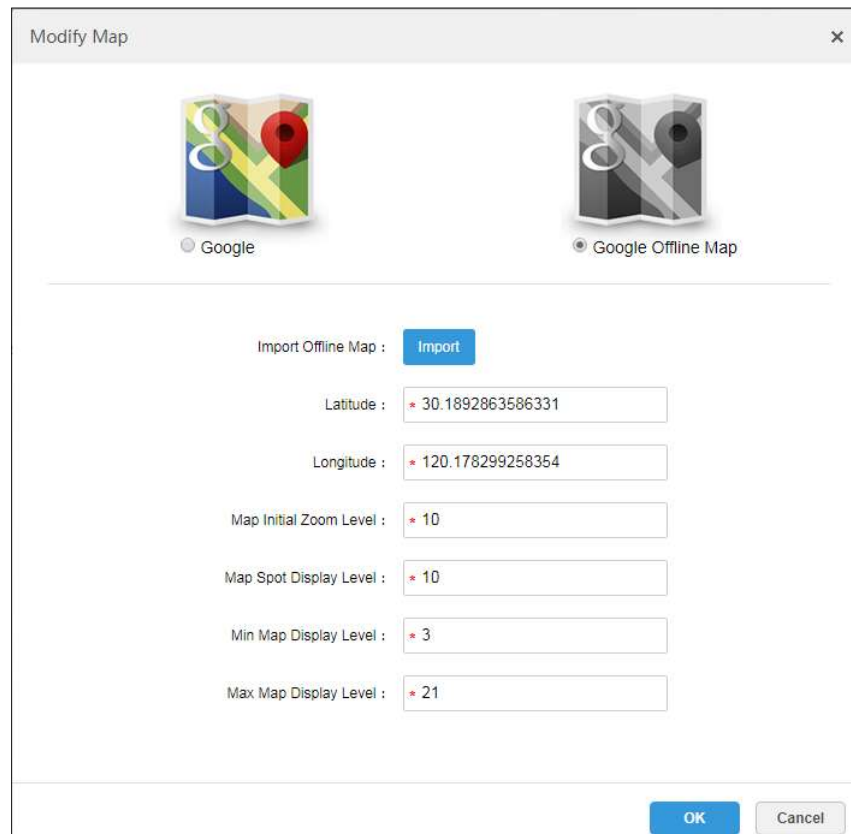 Modify Map ×
g g
Google Google Offline Map
Import Offline Map : Import
Latitude : * 30.1892863586331
Longitude : * 120.178299258354
Map Initial Zoom Level : * 10
Map Spot Display Level : * 10
Min Map Display Level : * 3
Max Map Display Level : * 21
OK Cancel